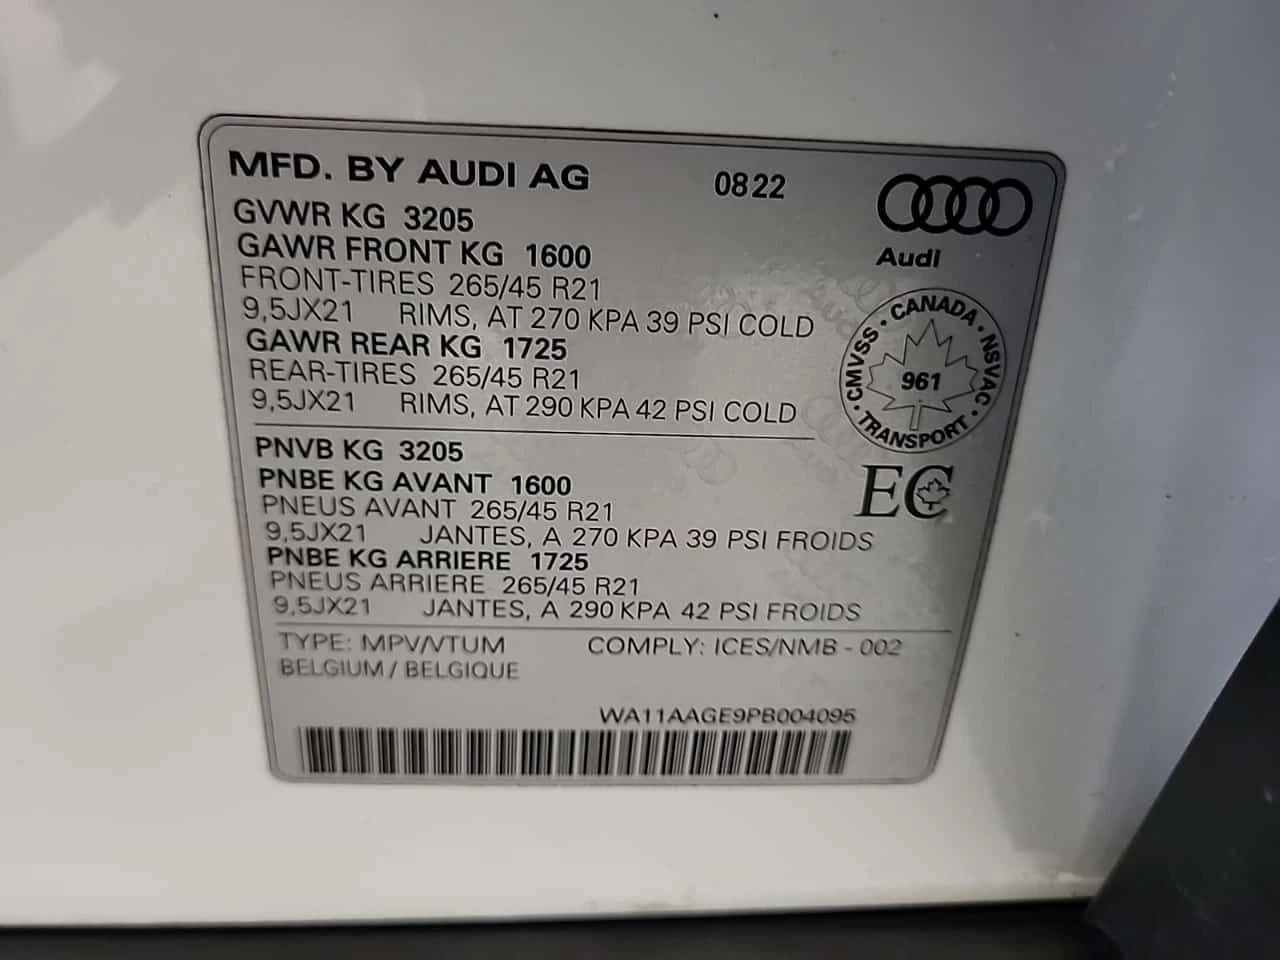 MFD. BY AUDI AG 0822
GVWR KG 3205
GAWR FRONT KG 1600
Audi
FRONT-TIRES 265/45 R21
9,5JX21 RIMS, AT 270 KPA 39 PSI COLD
GAWR REAR KG 1725
REAR-TIRES 265/45 R21
9,5JX21 RIMS, AT 290 KPA 42 PSI COLD
CMVSS • CANADA • NSVAC • TRANSPORT •
961
PNVB KG 3205
PNBE KG AVANT 1600
EC
PNEUS AVANT 265/45 R21
9,5JX21 JANTES, A 270 KPA 39 PSI FROIDS
PNBE KG ARRIERE 1725
PNEUS ARRIERE 265/45 R21
9,5JX21 JANTES, A 290 KPA 42 PSI FROIDS
TYPE: MPV/VTUM COMPLY: ICES/NMB - 002
BELGIUM / BELGIQUE
WA11AAGE9PB004095